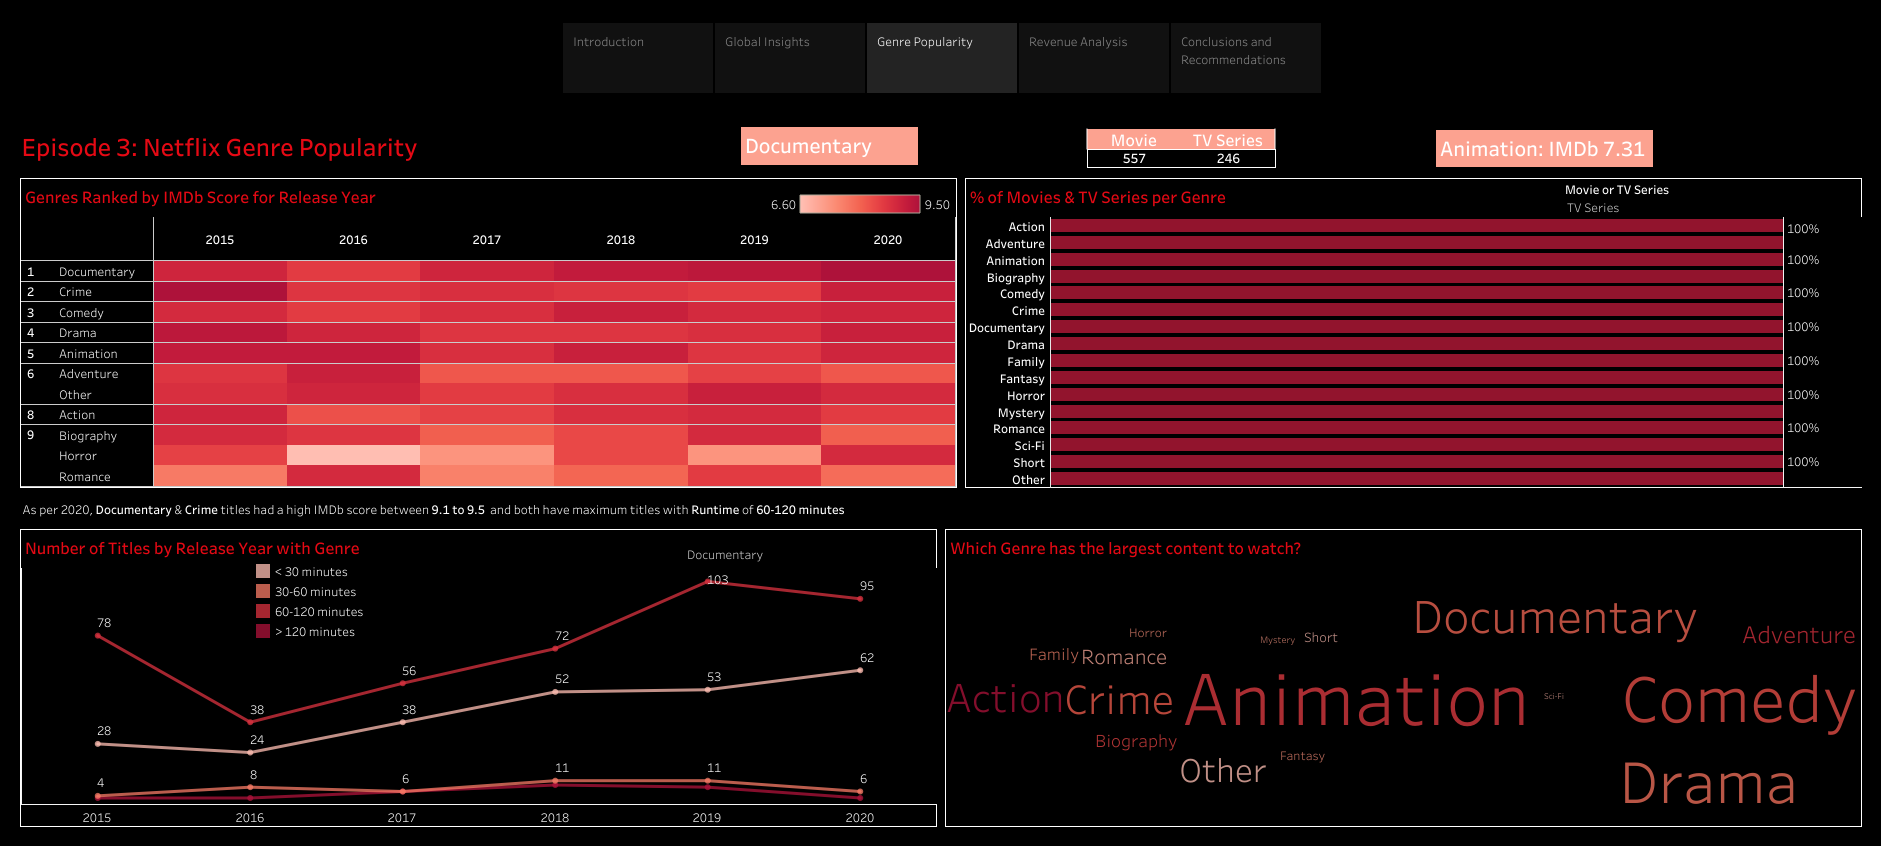 Introduction
Global Insights
Genre Popularity
Revenue Analysis
Conclusions and
Recommendations
Episode 3: Netflix Genre Popularity
Documentary
Movie TV Series
557 246
Animation: IMDb 7.31
Genres Ranked by IMDb Score for Release Year
6.60 9.50
2015 2016 2017 2018 2019 2020
1 Documentary
2 Crime
3 Comedy
4 Drama
5 Animation
6 Adventure
Other
8 Action
9 Biography
Horror
Romance
% of Movies & TV Series per Genre
Movie or TV Series
TV Series
Action 100%
Adventure
Animation 100%
Biography
Comedy 100%
Crime
Documentary 100%
Drama
Family 100%
Fantasy
Horror 100%
Mystery
Romance 100%
Sci-Fi
Short 100%
Other
As per 2020, Documentary & Crime titles had a high IMDb score between 9.1 to 9.5 and both have maximum titles with Runtime of 60-120 minutes
Number of Titles by Release Year with Genre
Documentary
< 30 minutes
30-60 minutes
60-120 minutes
> 120 minutes
78 38 56 72 103 95
28 24 38 52 53 62
4 8 6 11 11 6
2015 2016 2017 2018 2019 2020
Which Genre has the largest content to watch?
Documentary
Horror
Mystery
Short
Adventure
Family
Romance
Action
Crime
Animation
Sci-Fi
Comedy
Biography
Other
Fantasy
Drama